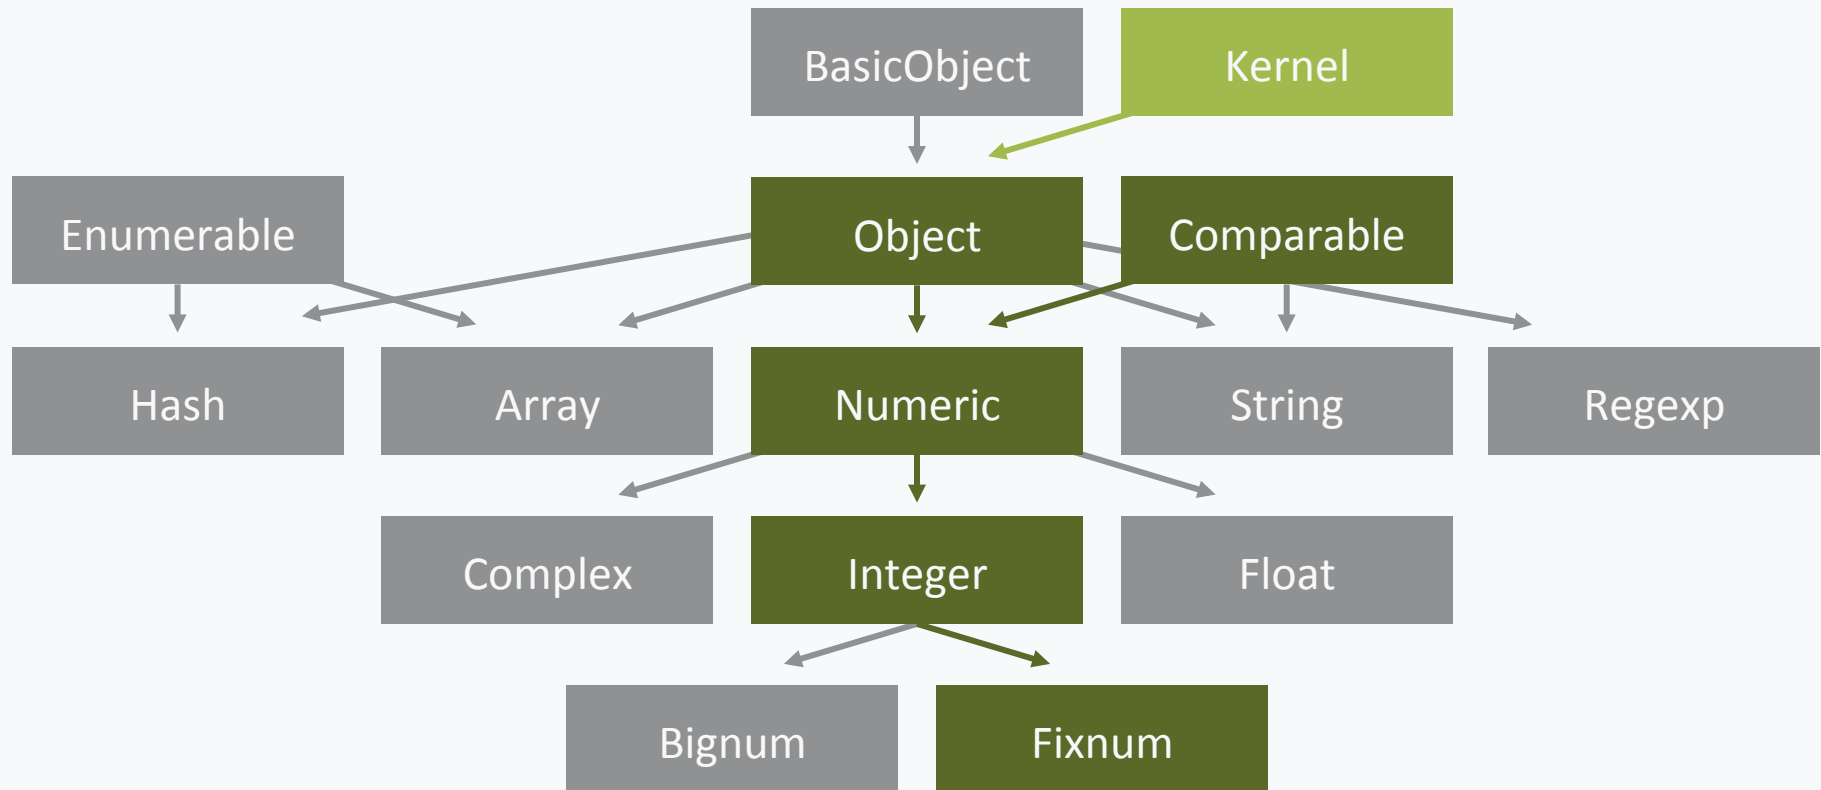 BasicObject
Kernel
Enumerable
Object
Comparable
Hash
Array
Numeric
String
Regexp
Complex
Integer
Float
Bignum
Fixnum